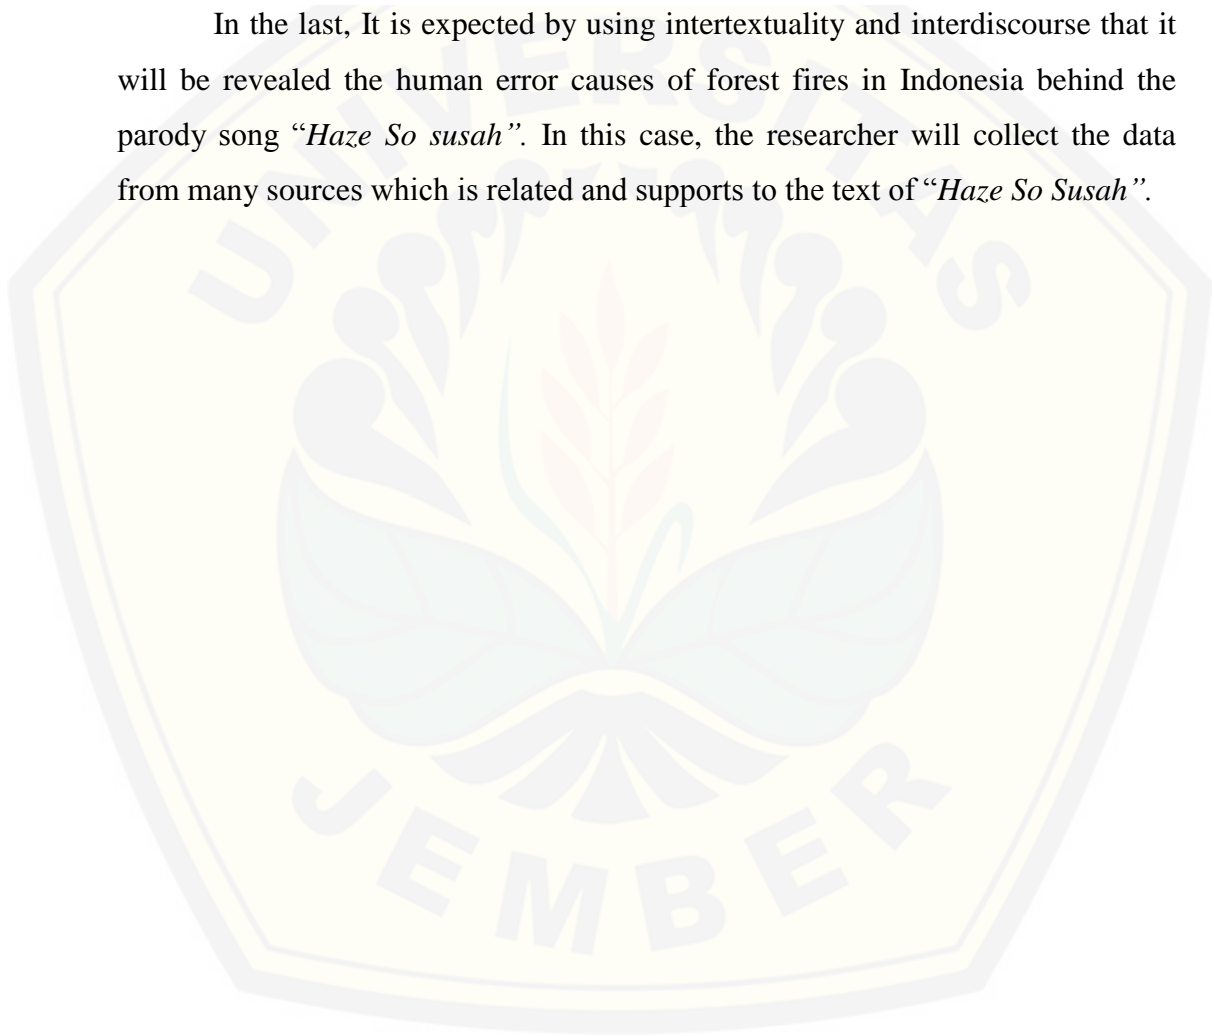 In the last, It is expected by using intertextuality and interdiscourse that it
will be revealed the human error causes of forest fires in Indonesia behind the
parody song “Haze So susah”. In this case, the researcher will collect the data
from many sources which is related and supports to the text of “Haze So Susah”.
UNIVERSITAS
JEMBER